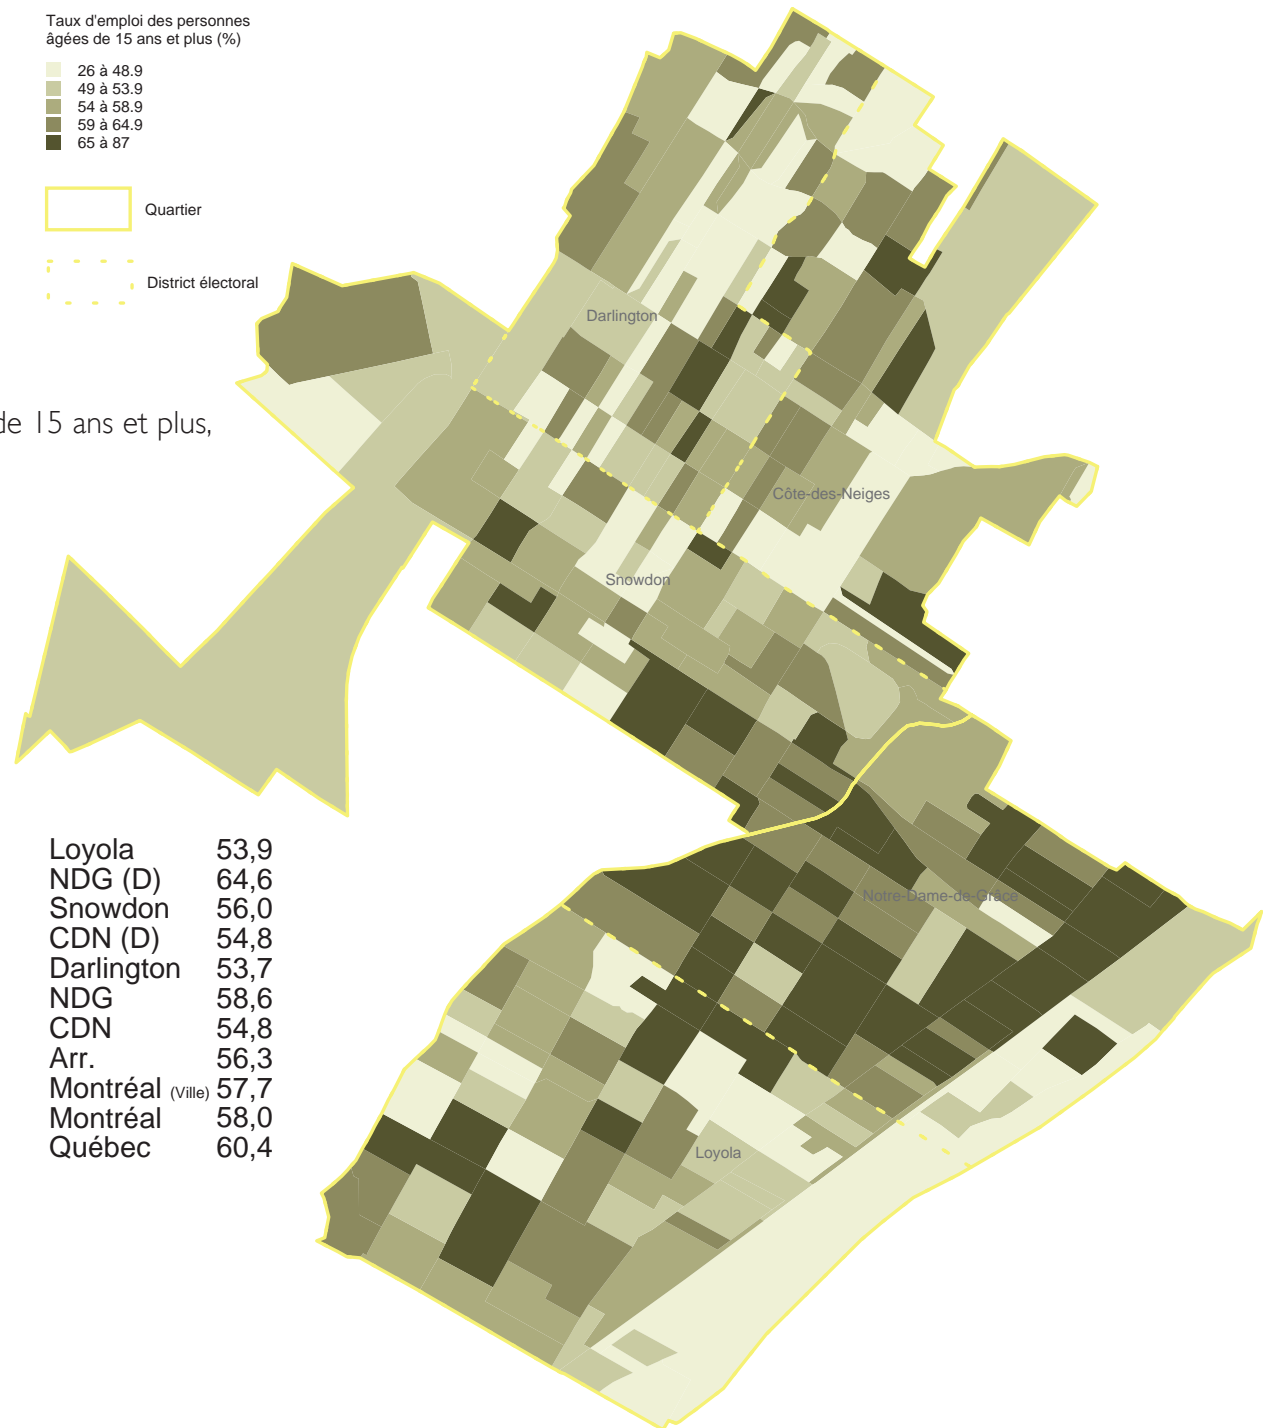 Taux d'emploi des personnes
âgées de 15 ans et plus (%)
26 à 48.9
49 à 53.9
54 à 58.9
59 à 64.9
65 à 87
Quartier
District électoral
de 15 ans et plus,
Darlington
Côte-des-Neiges
Snowdon
Notre-Dame-de-Grâce
Loyola
Loyola 53,9
NDG (D) 64,6
Snowdon 56,0
CDN (D) 54,8
Darlington 53,7
NDG 58,6
CDN 54,8
Arr. 56,3
Montréal (Ville) 57,7
Montréal 58,0
Québec 60,4